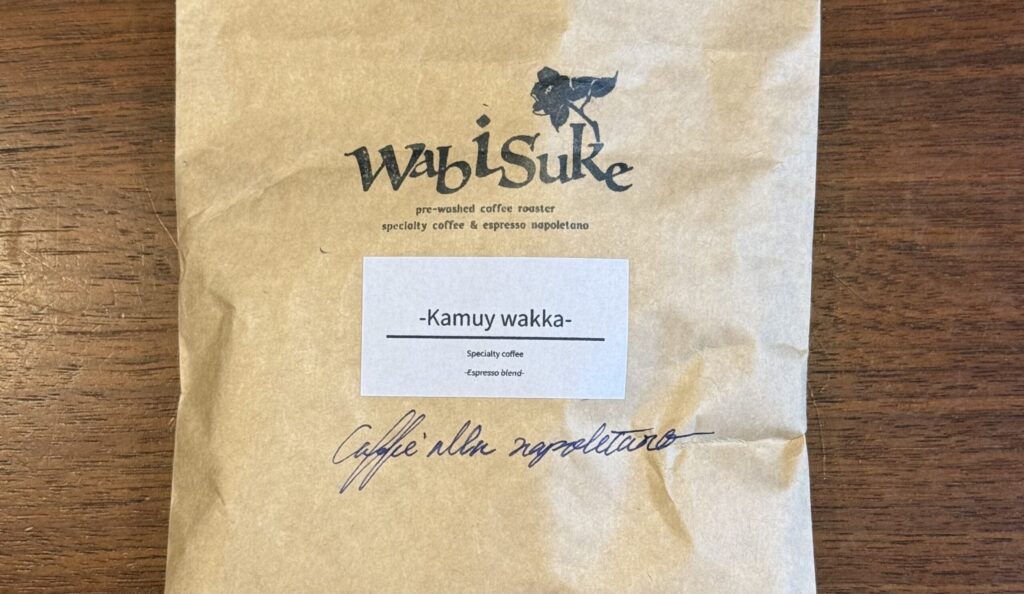 WabiSuke
pre-washed coffee roaster
specialty coffee & espresso napoletano
-Kamuy wakka-
Specialty coffee
-Espresso blend-
Caffè alla napoletano